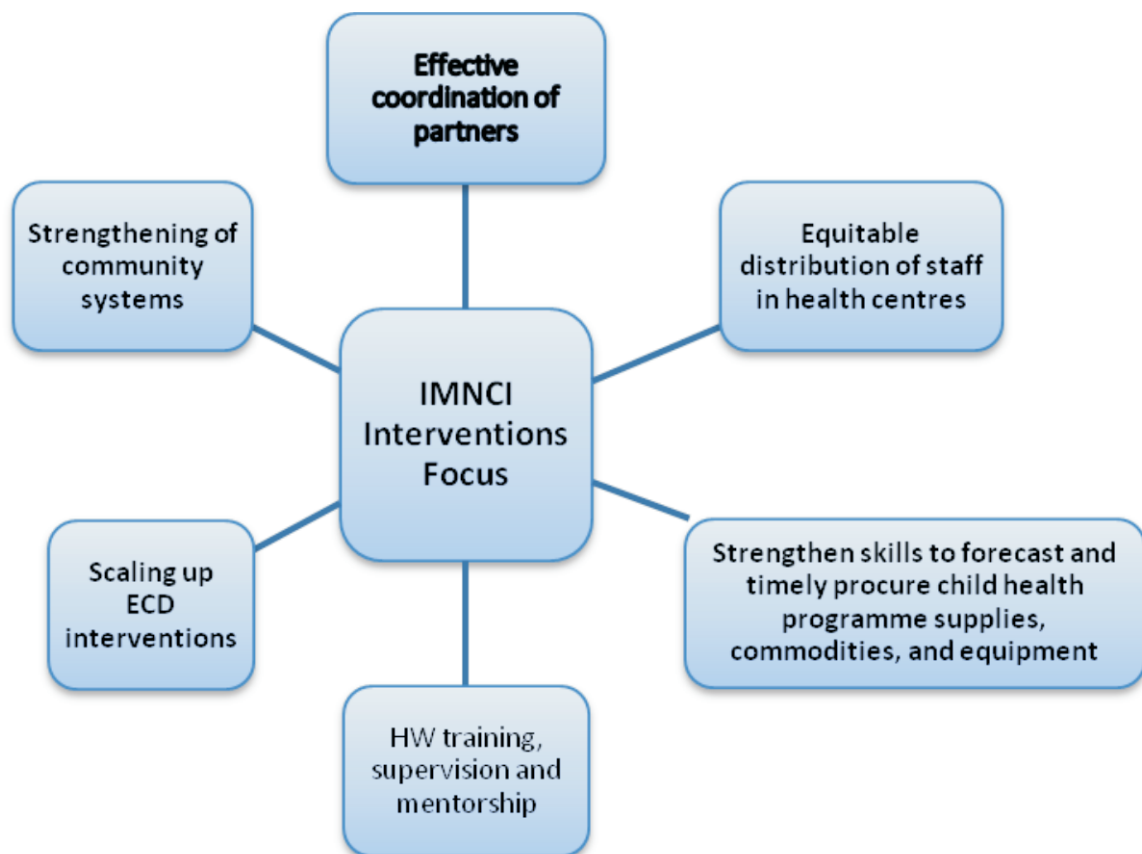 Effective
coordination of
partners
Strengthening of
community
systems
Equitable
distribution of staff
in health centres
IMNCI
Interventions
Focus
Scaling up
ECD
interventions
Strengthen skills to forecast and
timely procure child health
programme supplies,
commodities, and equipment
HW training,
supervision and
mentorship